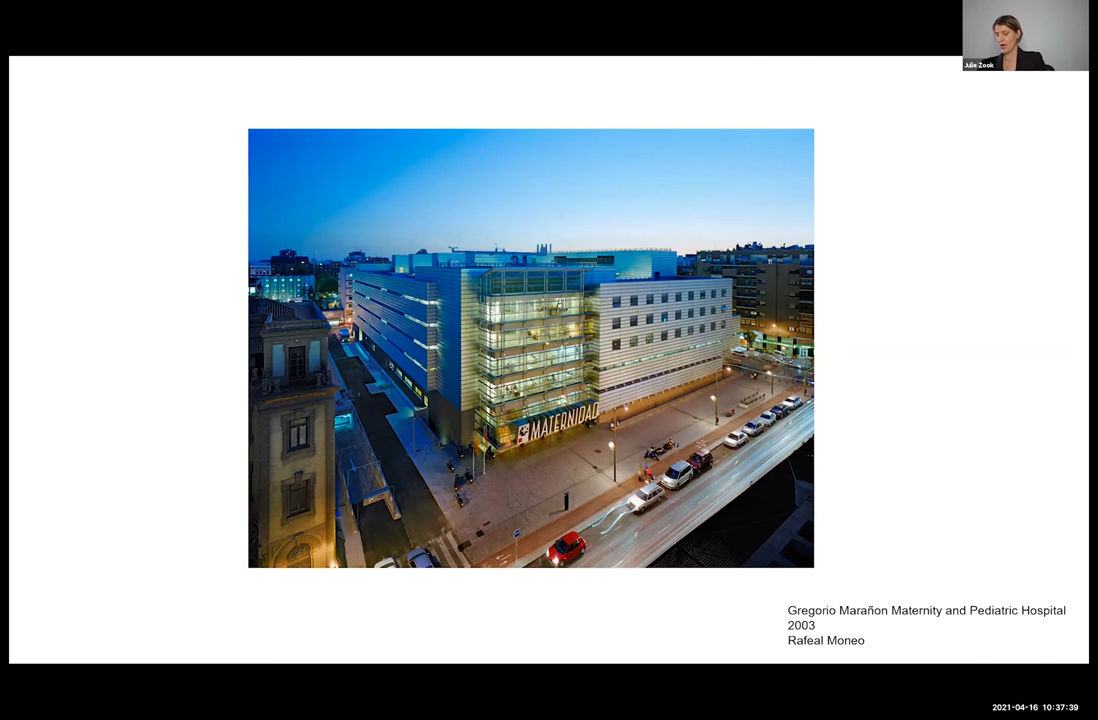 Julie Zook
MATERNIDAD
Gregorio Marañon Maternity and Pediatric Hospital
2003
Rafeal Moneo
2021-04-16 10:37:39